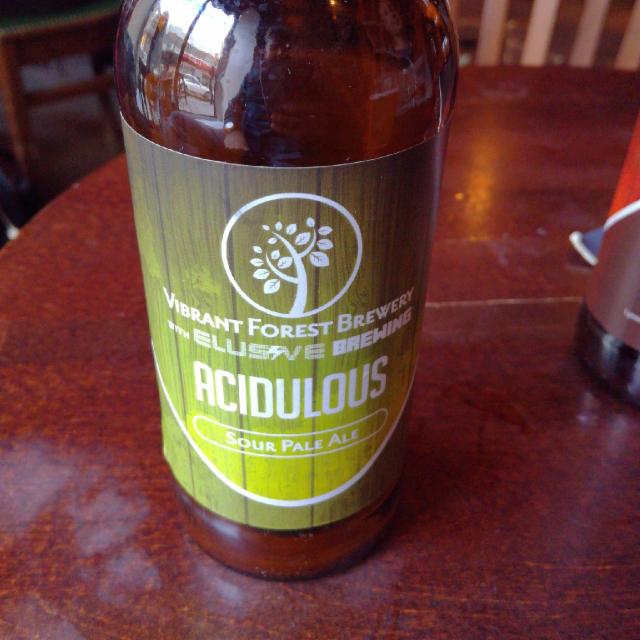 VIBRANT FOREST BREWERY
WITH ELUSIVE BREWING
ACIDULOUS
SOUR PALE ALE